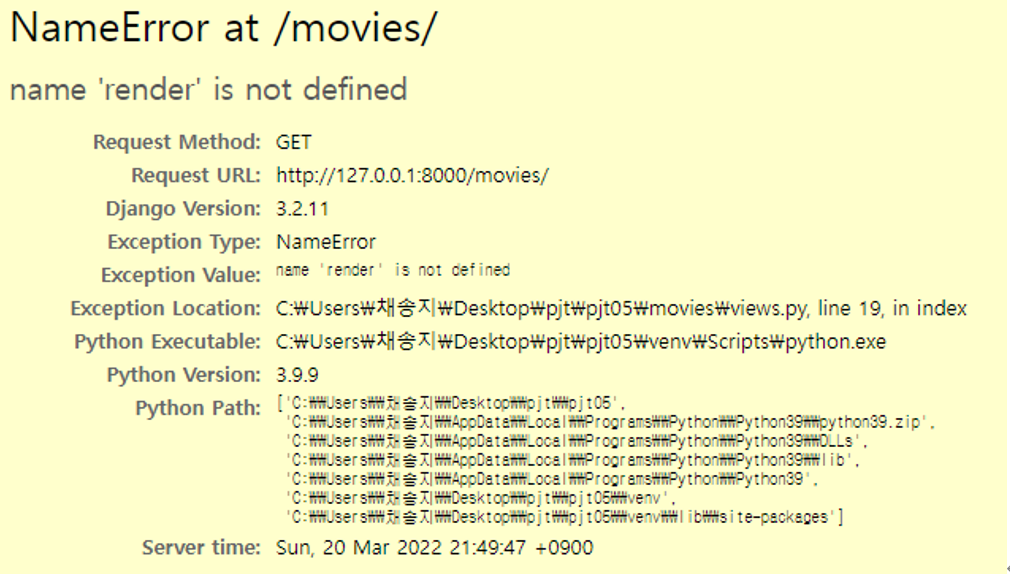 NameError at /movies/
name 'render' is not defined
Request Method: GET
Request URL: http://127.0.0.1:8000/movies/
Django Version: 3.2.11
Exception Type: NameError
Exception Value: name 'render' is not defined
Exception Location: C:₩Users₩채송지₩Desktop₩pjt₩pjt05₩movies₩views.py, line 19, in index
Python Executable: C:₩Users₩채송지₩Desktop₩pjt₩pjt05₩venv₩Scripts₩python.exe
Python Version: 3.9.9
Python Path: ['C:₩₩Users₩₩채송지₩₩Desktop₩₩pjt₩₩pjt05',
'C:₩₩Users₩₩채송지₩₩AppData₩₩Local₩₩Programs₩₩Python₩₩Python39₩₩python39.zip',
'C:₩₩Users₩₩채송지₩₩AppData₩₩Local₩₩Programs₩₩Python₩₩Python39₩₩DLLs',
'C:₩₩Users₩₩채송지₩₩AppData₩₩Local₩₩Programs₩₩Python₩₩Python39₩₩lib',
'C:₩₩Users₩₩채송지₩₩AppData₩₩Local₩₩Programs₩₩Python₩₩Python39',
'C:₩₩Users₩₩채송지₩₩Desktop₩₩pjt₩₩pjt05₩₩venv',
'C:₩₩Users₩₩채송지₩₩Desktop₩₩pjt₩₩pjt05₩₩venv₩₩lib₩₩site-packages']
Server time: Sun, 20 Mar 2022 21:49:47 +0900